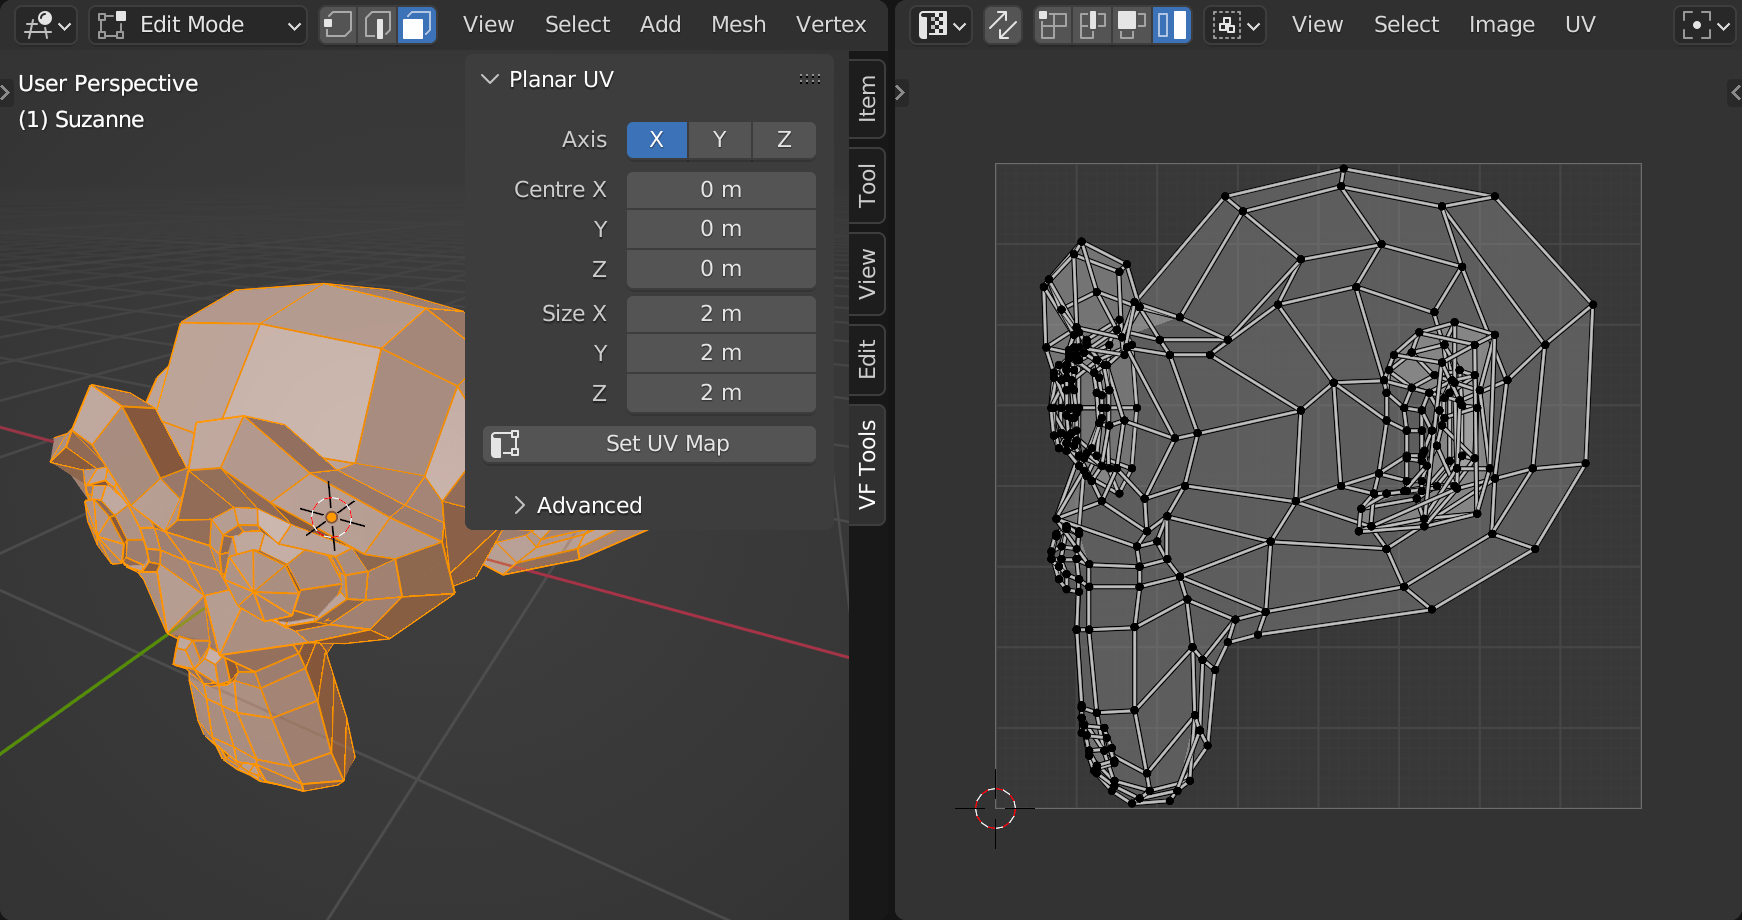 Edit Mode View Select Add Mesh Vertex
View Select Image UV
User Perspective
(1) Suzanne
Planar UV
Axis X Y Z
Centre X 0 m
Y 0 m
Z 0 m
Size X 2 m
Y 2 m
Z 2 m
Set UV Map
Advanced
Item
Tool
View
Edit
VF Tools